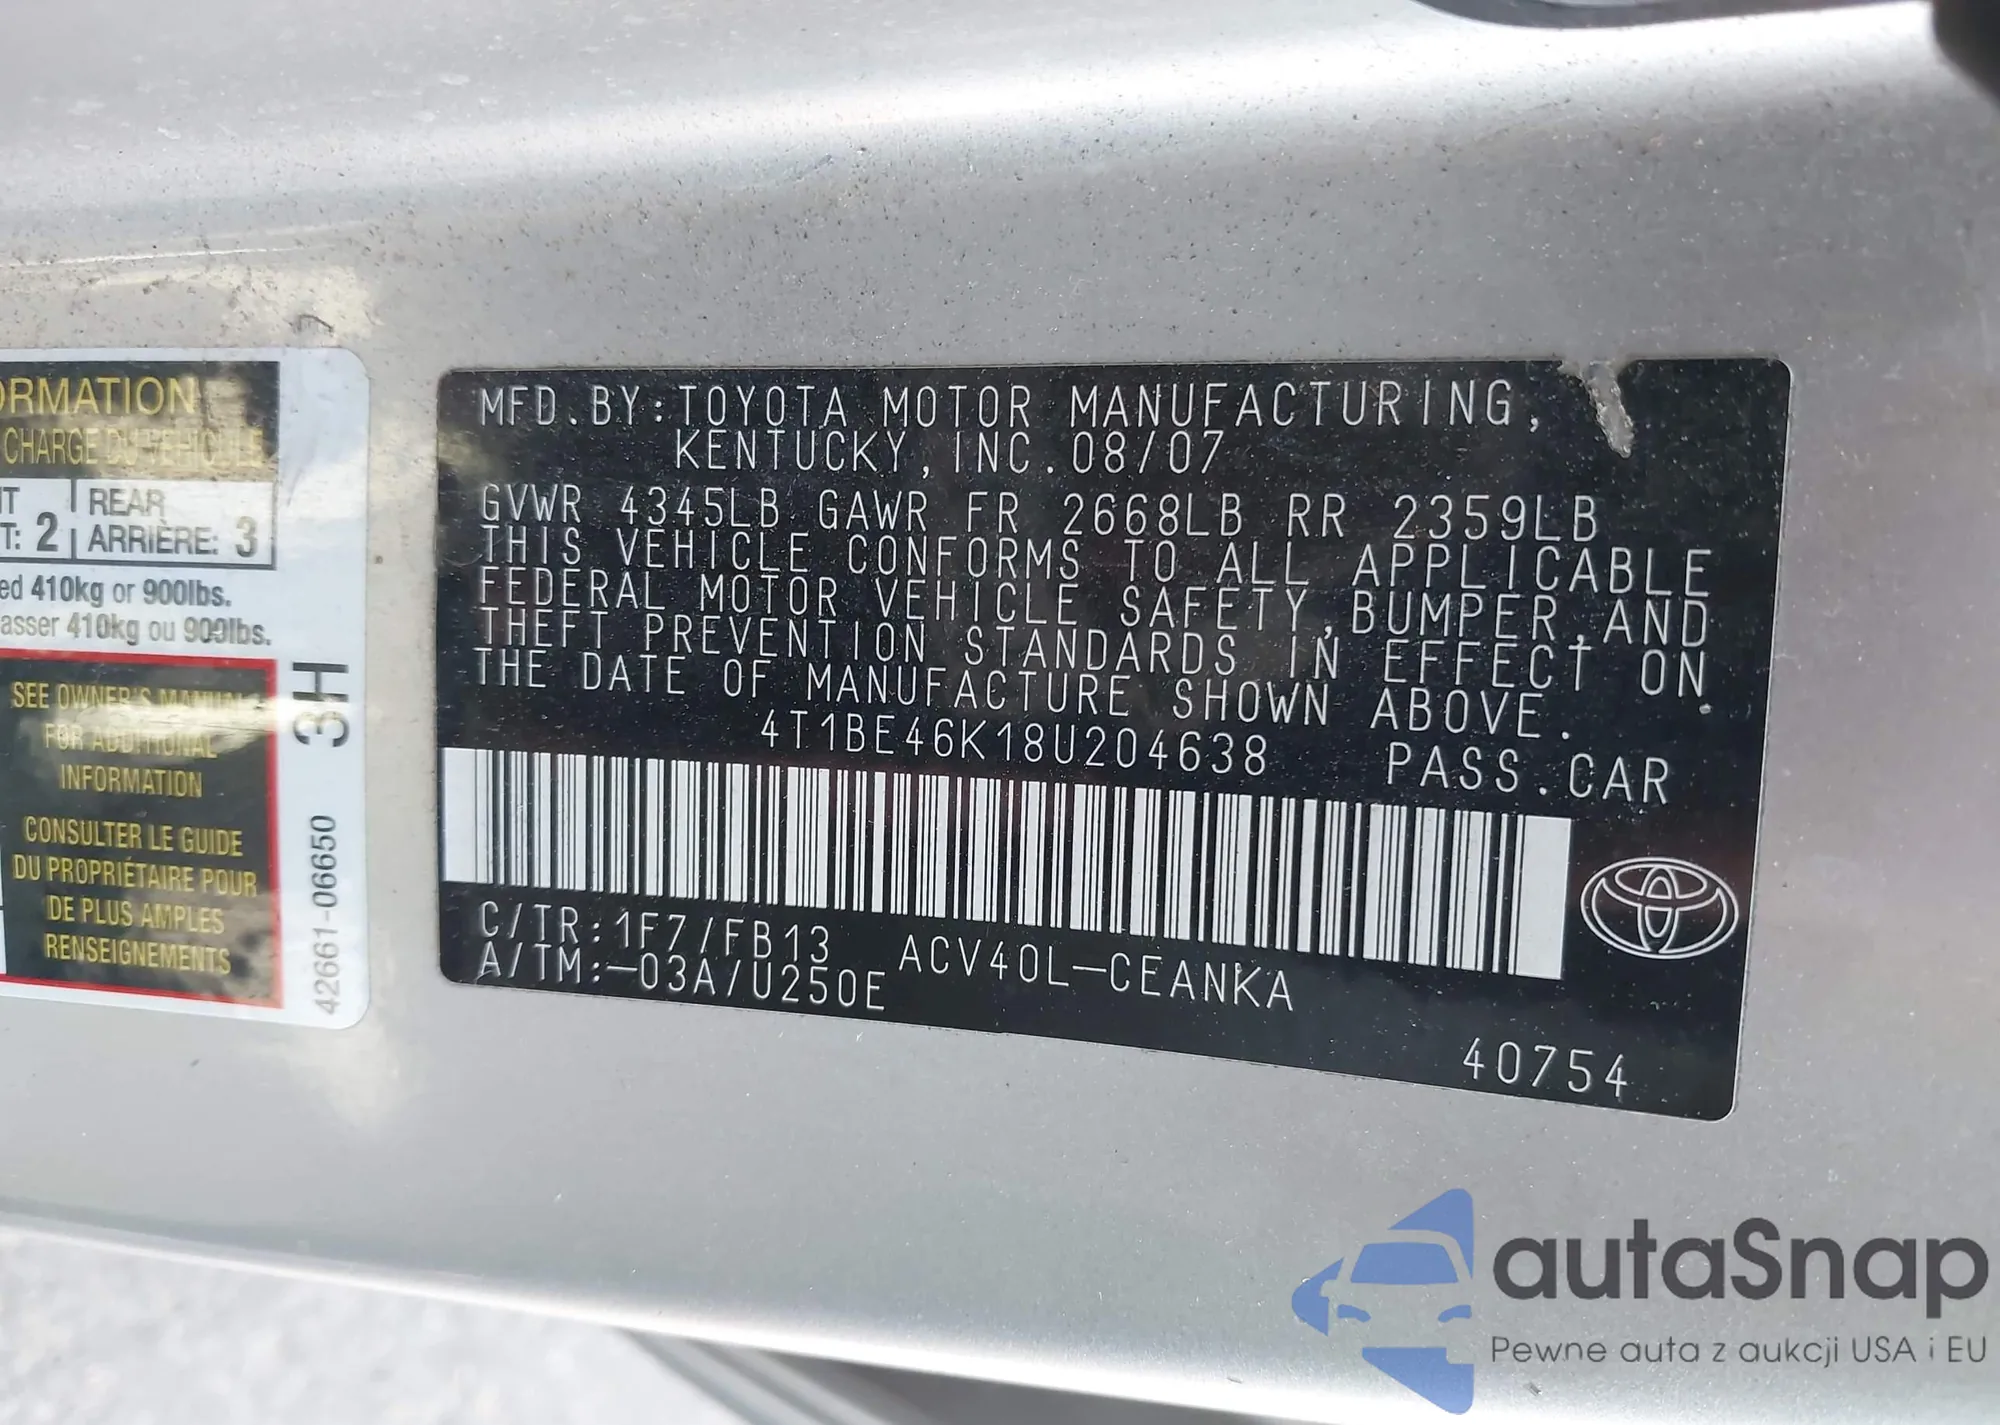 ORMATION
CHARGE DU VÉHICULE
NT
REAR
T: 2
ARRIÈRE: 3
ed 410kg or 900lbs.
asser 410kg ou 900lbs.
SEE OWNER'S MANUAL
FOR ADDITIONAL
INFORMATION
CONSULTER LE GUIDE
DU PROPRIÉTAIRE POUR
DE PLUS AMPLES
RENSEIGNEMENTS
3H
42661-06650
MFD.BY:TOYOTA MOTOR MANUFACTURING,
KENTUCKY,INC.08/07
GVWR 4345LB GAWR FR 2668LB RR 2359LB
THIS VEHICLE CONFORMS TO ALL APPLICABLE
FEDERAL MOTOR VEHICLE SAFETY,BUMPER,AND
THEFT PREVENTION STANDARDS IN EFFECT ON
THE DATE OF MANUFACTURE SHOWN ABOVE.
4T1BE46K18U204638 PASS.CAR
C/TR:1F7/FB13 ACV40L-CEANKA
A/TM:-03A/U250E
40754
autaSnap
Pewne auta z aukcji USA i EU